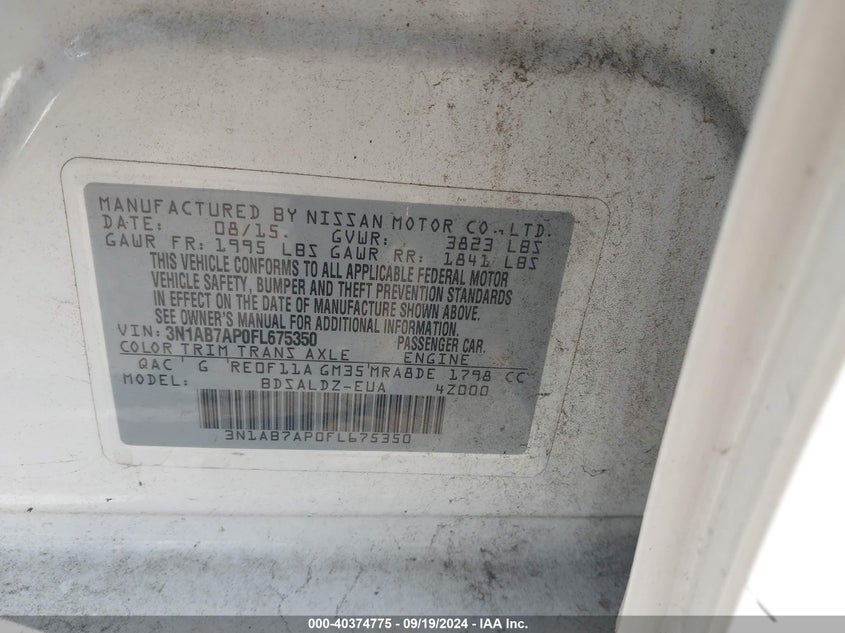 MANUFACTURED BY NISSAN MOTOR CO., LTD.
DATE: 08/15. GVWR: 3823 LBS
GAWR FR: 1995 LBS GAWR RR: 1841 LBS
THIS VEHICLE CONFORMS TO ALL APPLICABLE FEDERAL MOTOR
VEHICLE SAFETY, BUMPER AND THEFT PREVENTION STANDARDS
IN EFFECT ON THE DATE OF MANUFACTURE SHOWN ABOVE.
SEE OWNER'S MANUAL FOR ADDITIONAL INFORMATION.
VIN: 3N1AB7AP0FL675350 PASSENGER CAR.
COLOR TRIM TRANS AXLE ENGINE
QAC G RE0F11A GM35 MRA8DE 1798 CC
MODEL: BDSALDZ-EUA 4Z000
3N1AB7AP0FL675350
000-40374775 - 09/19/2024 - IAA Inc.